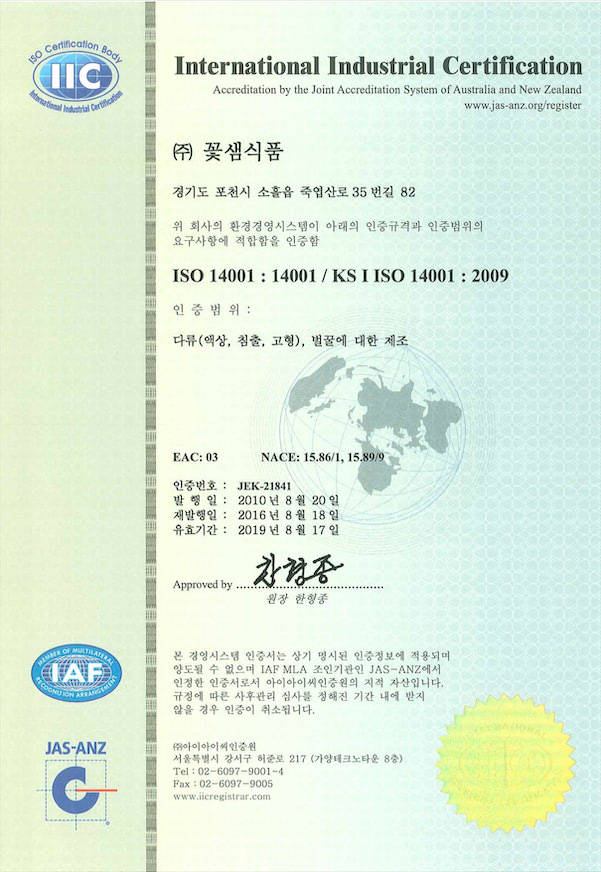 ISO Certification Body
IIC
International Industrial Certification
International Industrial Certification
Accreditation by the Joint Accreditation System of Australia and New Zealand
www.jas-anz.org/register
㈜ 꽃샘식품
경기도 포천시 소흘읍 죽엽산로 35 번길 82
위 회사의 환경경영시스템이 아래의 인증규격과 인증범위의
요구사항에 적합함을 인증함
ISO 14001 : 14001 / KS I ISO 14001 : 2009
인 증 범 위 :
다류(액상, 침출, 고형), 벌꿀에 대한 제조
EAC: 03 NACE: 15.86/1, 15.89/9
인증번호 : JEK-21841
발 행 일 : 2010 년 8 월 20 일
재발행일 : 2016 년 8 월 18 일
유효기간 : 2019 년 8 월 17 일
Approved by
원장 한형종
본 경영시스템 인증서는 상기 명시된 인증정보에 적용되며
양도될 수 없으며 IAF MLA 조인기관인 JAS-ANZ에서
인정한 인증서로서 아이아이씨인증원의 지적 자산입니다.
규정에 따른 사후관리 심사를 정해진 기간 내에 받지
않을 경우 인증이 취소됩니다.
MEMBER OF MULTILATERAL
IAF
RECOGNITION ARRANGEMENT
JAS-ANZ
㈜아이아이씨인증원
서울특별시 강서구 허준로 217 (가양테크노타운 8층)
Tel : 02-6097-9001~4
Fax : 02-6097-9005
www.iicregistrar.com